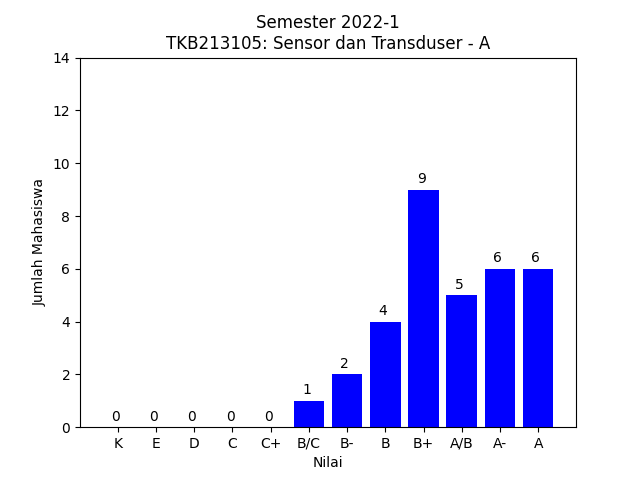 Semester 2022-1
TKB213105: Sensor dan Transduser - A
Jumlah Mahasiswa
14
12
10
8
6
4
2
0
0 0 0 0 0 1 2 4 9 5 6 6
K E D C C+ B/C B- B B+ A/B A- A
Nilai